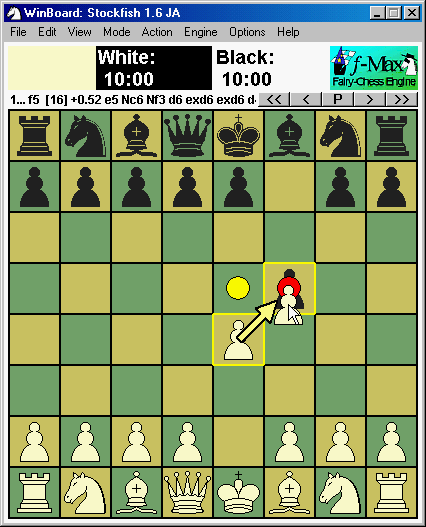 WinBoard: Stockfish 1.6 JA
File Edit View Mode Action Engine Options Help
White: Black:
10:00 10:00
f-Max
Fairy-Chess Engine
1... f5 [16] +0.52 e5 Nc6 Nf3 d6 exd6 exd6 d4
<< < P > >>